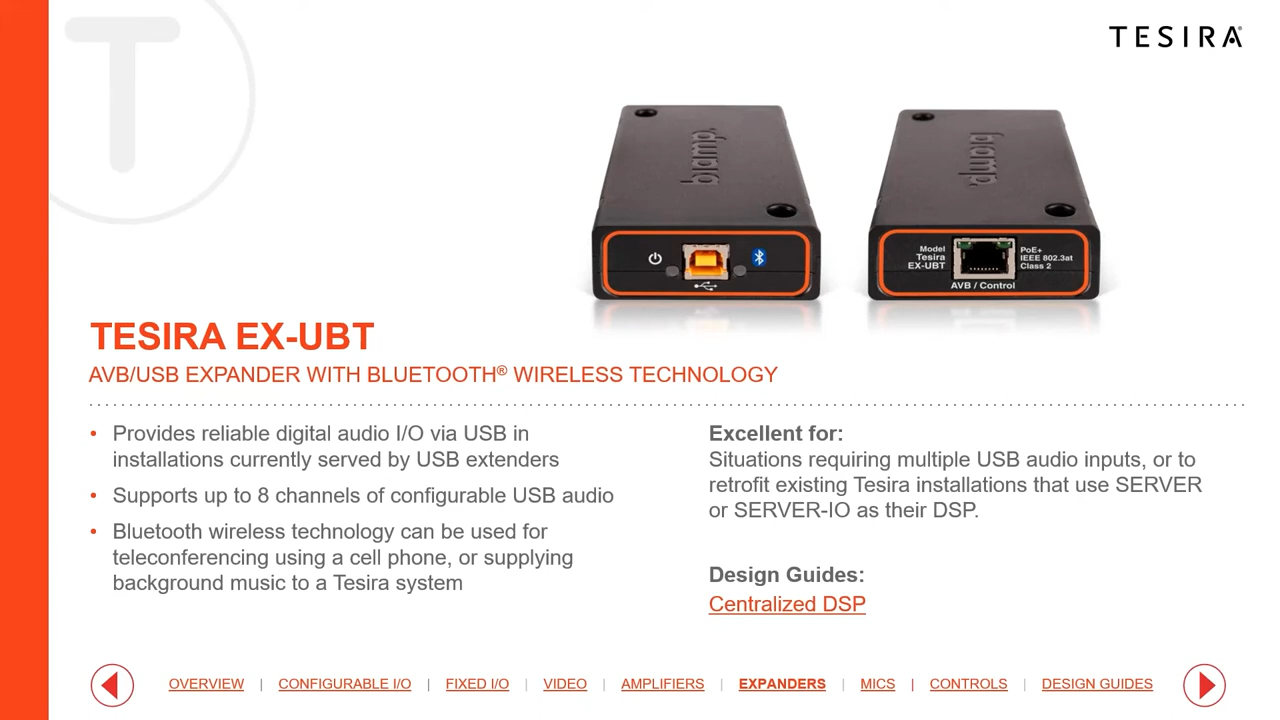 T
TESIRA
biamp.
biamp.
Model
Tesira
EX-UBT
PoE+
IEEE 802.3at
Class 2
AVB / Control
TESIRA EX-UBT
AVB/USB EXPANDER WITH BLUETOOTH® WIRELESS TECHNOLOGY
• Provides reliable digital audio I/O via USB in
installations currently served by USB extenders
• Supports up to 8 channels of configurable USB audio
• Bluetooth wireless technology can be used for
teleconferencing using a cell phone, or supplying
background music to a Tesira system
Excellent for:
Situations requiring multiple USB audio inputs, or to
retrofit existing Tesira installations that use SERVER
or SERVER-IO as their DSP.
Design Guides:
Centralized DSP
OVERVIEW | CONFIGURABLE I/O | FIXED I/O | VIDEO | AMPLIFIERS | EXPANDERS | MICS | CONTROLS | DESIGN GUIDES